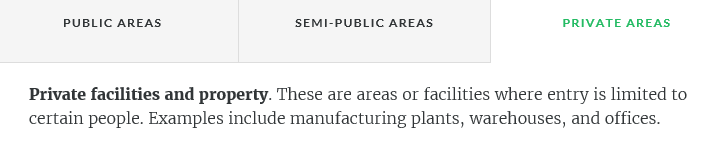 PUBLIC AREAS
SEMI-PUBLIC AREAS
PRIVATE AREAS
Private facilities and property. These are areas or facilities where entry is limited to
certain people. Examples include manufacturing plants, warehouses, and offices.